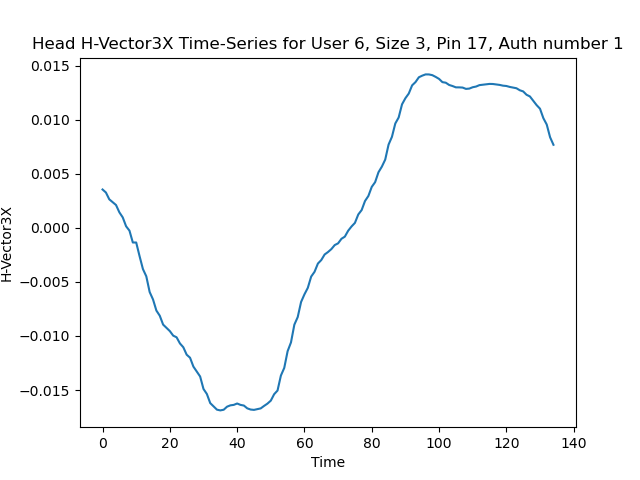 Head H-Vector3X Time-Series for User 6, Size 3, Pin 17, Auth number 1
0.015
0.010
0.005
0.000
−0.005
−0.010
−0.015
H-Vector3X
0 20 40 60 80 100 120 140
Time